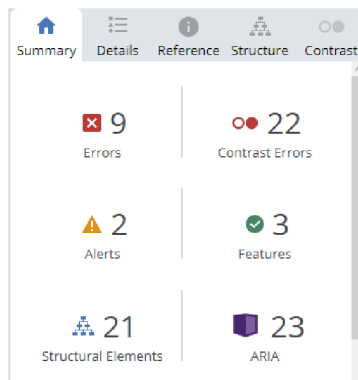 Summary Details Reference Structure Contrast
9 22
Errors Contrast Errors
2 3
Alerts Features
21 23
Structural Elements ARIA